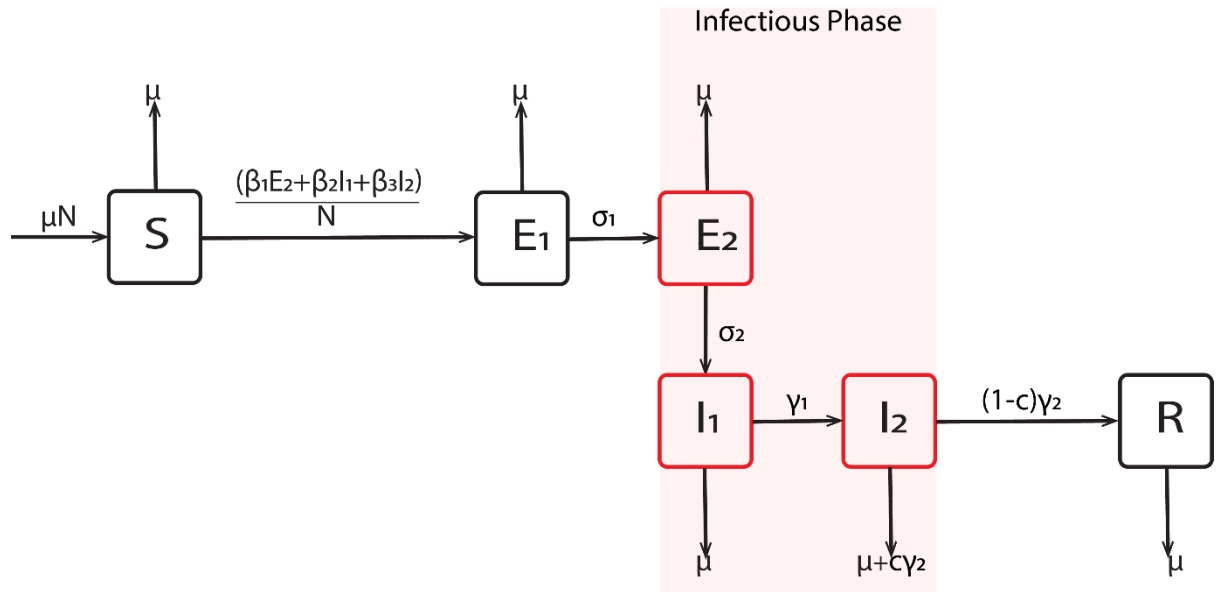 Infectious Phase
μ
μ
μ
μN
S
(β₁E₂+β₂I₁+β₃I₂)
N
E₁
σ₁
E₂
σ₂
I₁
γ₁
I₂
(1-c)γ₂
R
μ
μ+cγ₂
μ